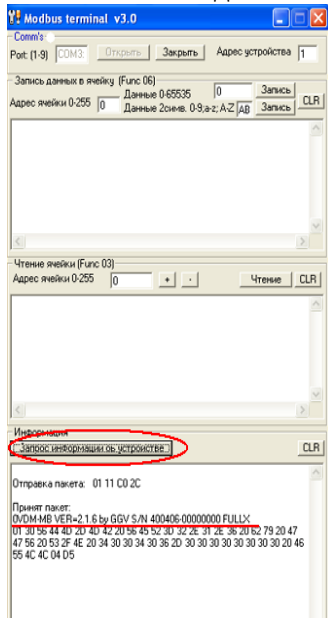 Modbus terminal v3.0
Comm's
Port: (1-9) COM3: Открыть Закрыть Адрес устройства 1
Запись данных в ячейку (Func 06)
Данные 0-65535 0 Запись
Адрес ячейки 0-255 0 Данные 2симв. 0-9;a-z; A-Z AB Запись CLR
Чтение ячейки (Func 03)
Адрес ячейки 0-255 0 + - Чтение CLR
Информация
Запрос информации оь устройстве CLR
Отправка пакета: 01 11 C0 2C
Принят пакет:
0VDM-MB VER=2.1.6 by GGV S/N 400406-00000000 FULLX
01 30 56 44 4D 2D 4D 42 20 56 45 52 3D 32 2E 31 2E 36 20 62 79 20 47
47 56 20 53 2F 4E 20 34 30 30 34 30 36 2D 30 30 30 30 30 30 30 30 20 46
55 4C 4C 04 D5